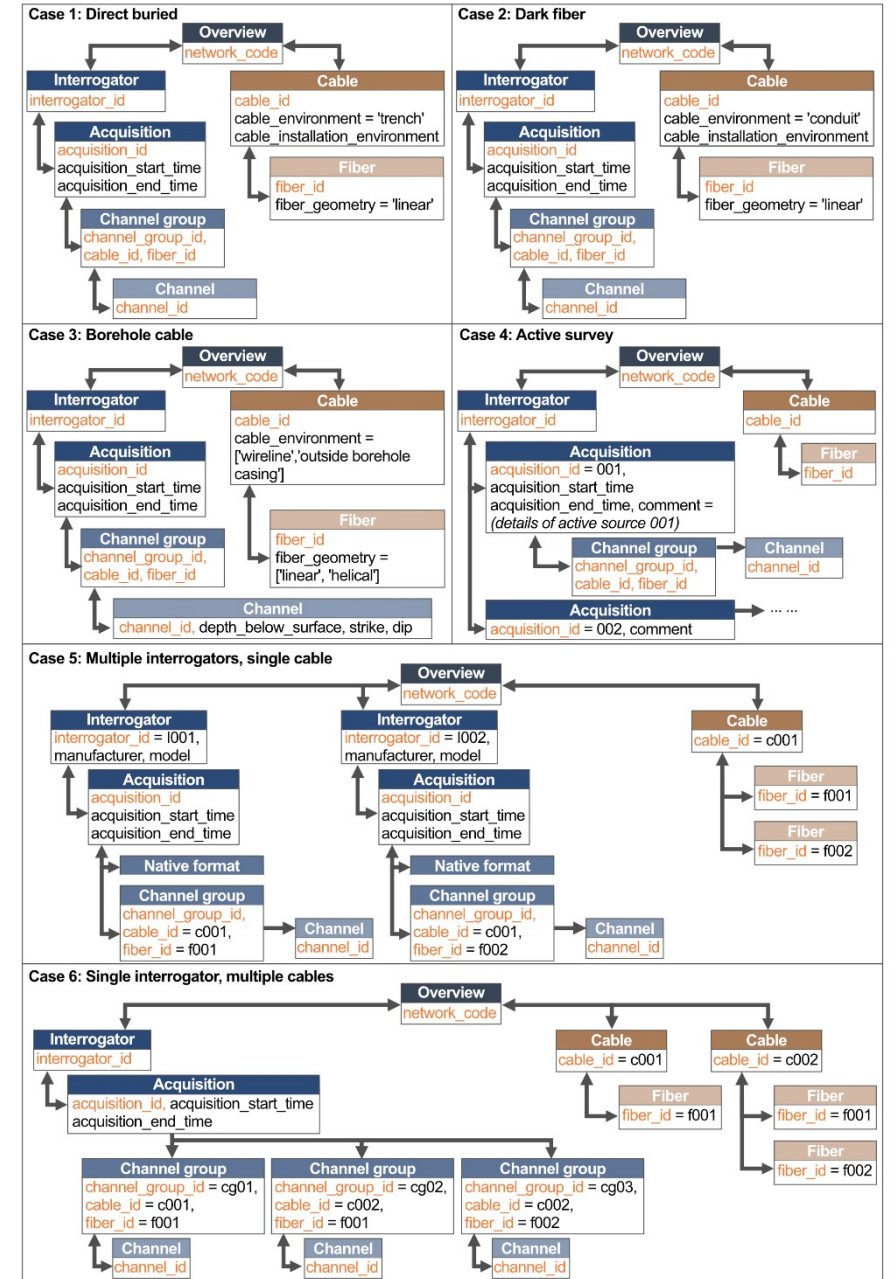 Case 1: Direct buried
Overview
network_code
Interrogator
interrogator_id
Cable
cable_id
cable_environment = 'trench'
cable_installation_environment
Acquisition
acquisition_id
acquisition_start_time
acquisition_end_time
Fiber
fiber_id
fiber_geometry = 'linear'
Channel group
channel_group_id,
cable_id, fiber_id
Channel
channel_id
Case 2: Dark fiber
Overview
network_code
Interrogator
interrogator_id
Cable
cable_id
cable_environment = 'conduit'
cable_installation_environment
Acquisition
acquisition_id
acquisition_start_time
acquisition_end_time
Fiber
fiber_id
fiber_geometry = 'linear'
Channel group
channel_group_id,
cable_id, fiber_id
Channel
channel_id
Case 3: Borehole cable
Overview
network_code
Interrogator
interrogator_id
Cable
cable_id
cable_environment =
['wireline','outside borehole
casing']
Acquisition
acquisition_id
acquisition_start_time
acquisition_end_time
Fiber
fiber_id
fiber_geometry =
['linear', 'helical']
Channel group
channel_group_id,
cable_id, fiber_id
Channel
channel_id, depth_below_surface, strike, dip
Case 4: Active survey
Overview
network_code
Interrogator
interrogator_id
Cable
cable_id
Fiber
fiber_id
Acquisition
acquisition_id = 001,
acquisition_start_time
acquisition_end_time, comment =
(details of active source 001)
Channel group
channel_group_id,
cable_id, fiber_id
Channel
channel_id
Acquisition
acquisition_id = 002, comment
... ...
Case 5: Multiple interrogators, single cable
Overview
network_code
Interrogator
interrogator_id = I001,
manufacturer, model
Acquisition
acquisition_id
acquisition_start_time
acquisition_end_time
Native format
Channel group
channel_group_id,
cable_id = c001,
fiber_id = f001
Channel
channel_id
Interrogator
interrogator_id = I002,
manufacturer, model
Acquisition
acquisition_id
acquisition_start_time
acquisition_end_time
Native format
Channel group
channel_group_id,
cable_id = c001,
fiber_id = f002
Channel
channel_id
Cable
cable_id = c001
Fiber
fiber_id = f001
Fiber
fiber_id = f002
Case 6: Single interrogator, multiple cables
Overview
network_code
Interrogator
interrogator_id
Acquisition
acquisition_id, acquisition_start_time
acquisition_end_time
Cable
cable_id = c001
Fiber
fiber_id = f001
Cable
cable_id = c002
Fiber
fiber_id = f001
Fiber
fiber_id = f002
Channel group
channel_group_id = cg01,
cable_id = c001,
fiber_id = f001
Channel
channel_id
Channel group
channel_group_id = cg02,
cable_id = c002,
fiber_id = f001
Channel
channel_id
Channel group
channel_group_id = cg03,
cable_id = c002,
fiber_id = f002
Channel
channel_id